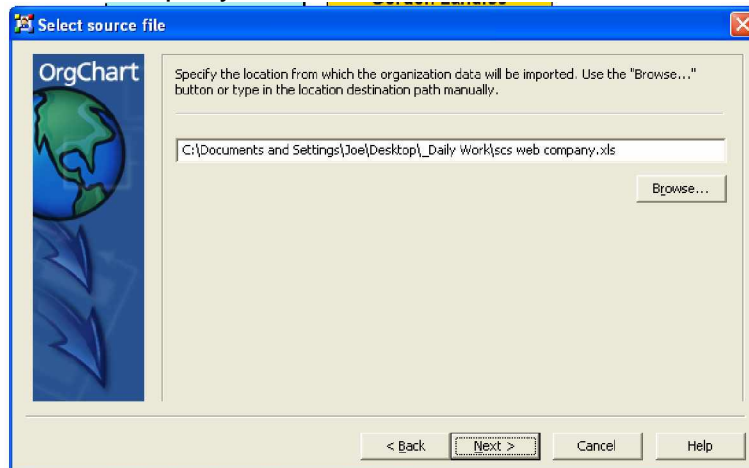 Select source file
OrgChart
Specify the location from which the organization data will be imported. Use the "Browse..."
button or type in the location destination path manually.
C:\Documents and Settings\Joe\Desktop\_Daily Work\scs web company.xls
Browse...
< Back
Next >
Cancel
Help